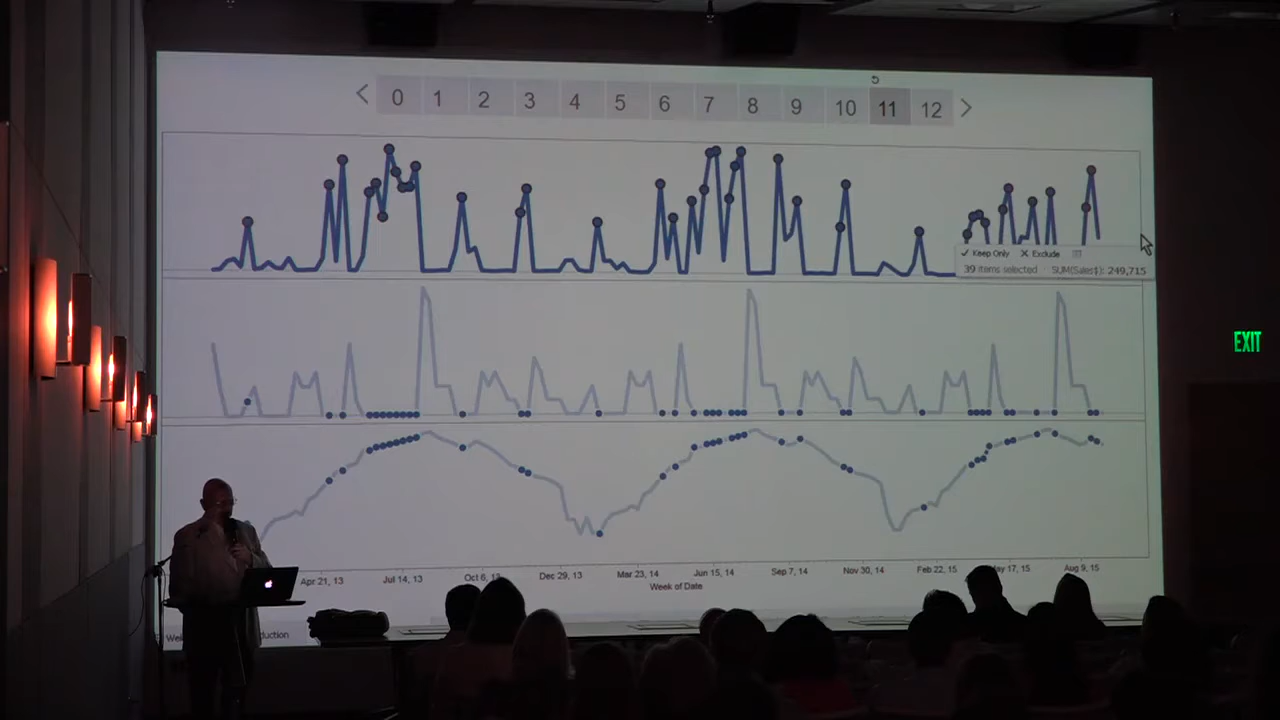 0 1 2 3 4 5 6 7 8 9 10 11 12
Keep Only Exclude
39 items selected SUM(Sales$): 249,715
EXIT
Apr 21, 13 Jul 14, 13 Oct 6, 13 Dec 29, 13 Mar 23, 14 Jun 15, 14 Sep 7, 14 Nov 30, 14 Feb 22, 15 May 17, 15 Aug 9, 15
Week of Date